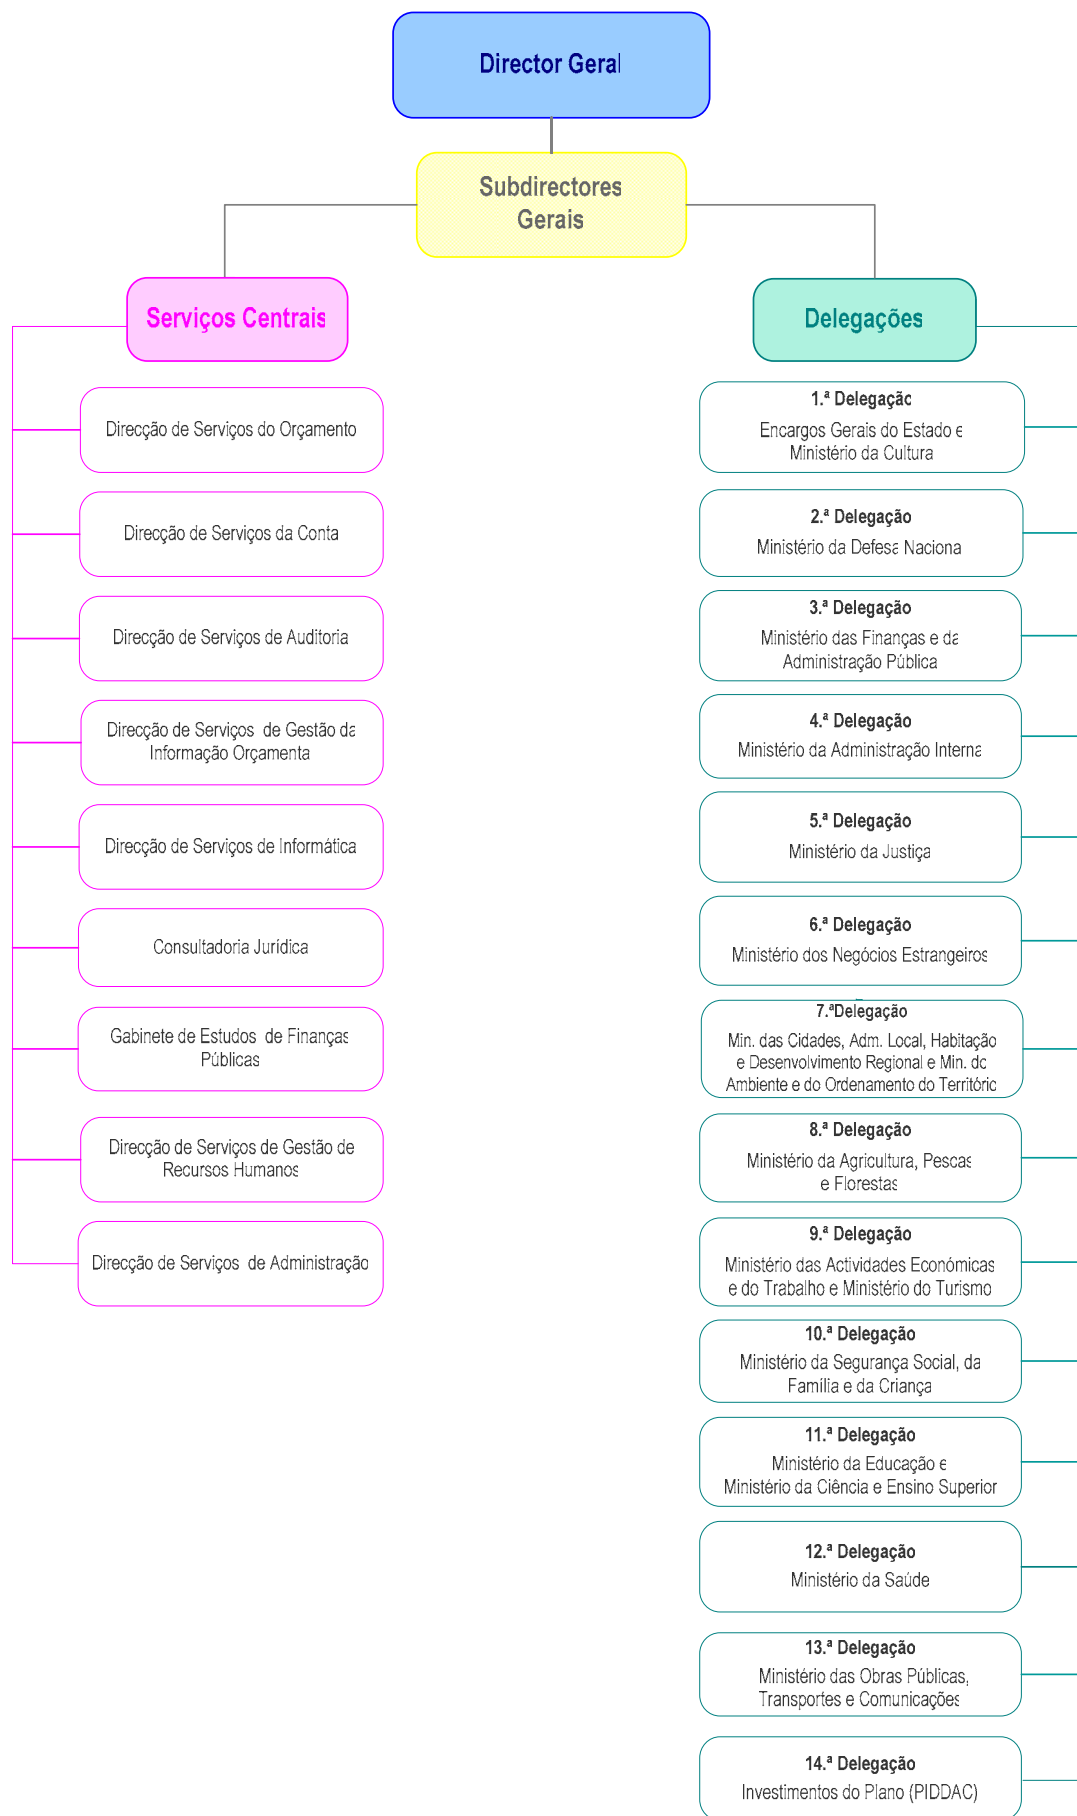 Director Geral
Subdirectores
Gerais
Serviços Centrais
Direcção de Serviços do Orçamento
Direcção de Serviços da Conta
Direcção de Serviços de Auditoria
Direcção de Serviços de Gestão da
Informação Orçamenta
Direcção de Serviços de Informática
Consultadoria Jurídica
Gabinete de Estudos de Finanças
Públicas
Direcção de Serviços de Gestão de
Recursos Humanos
Direcção de Serviços de Administração
Delegações
1.ª Delegação
Encargos Gerais do Estado e
Ministério da Cultura
2.ª Delegação
Ministério da Defesa Naciona
3.ª Delegação
Ministério das Finanças e da
Administração Pública
4.ª Delegação
Ministério da Administração Interna
5.ª Delegação
Ministério da Justiça
6.ª Delegação
Ministério dos Negócios Estrangeiros
7.ªDelegação
Min. das Cidades, Adm. Local, Habitação
e Desenvolvimento Regional e Min. do
Ambiente e do Ordenamento do Território
8.ª Delegação
Ministério da Agricultura, Pescas
e Florestas
9.ª Delegação
Ministério das Actividades Económicas
e do Trabalho e Ministério do Turismo
10.ª Delegação
Ministério da Segurança Social, da
Família e da Criança
11.ª Delegação
Ministério da Educação e
Ministério da Ciência e Ensino Superior
12.ª Delegação
Ministério da Saúde
13.ª Delegação
Ministério das Obras Públicas,
Transportes e Comunicações
14.ª Delegação
Investimentos do Plano (PIDDAC)